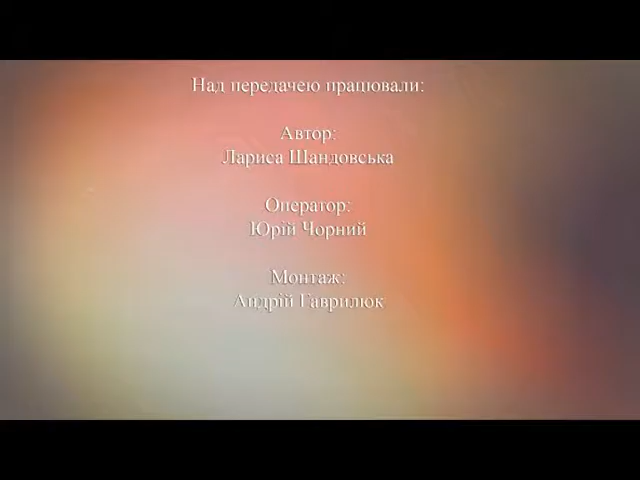 Над передачею працювали:
Автор:
Лариса Шандовська
Оператор:
Юрій Чорний
Монтаж:
Андрій Гаврилюк